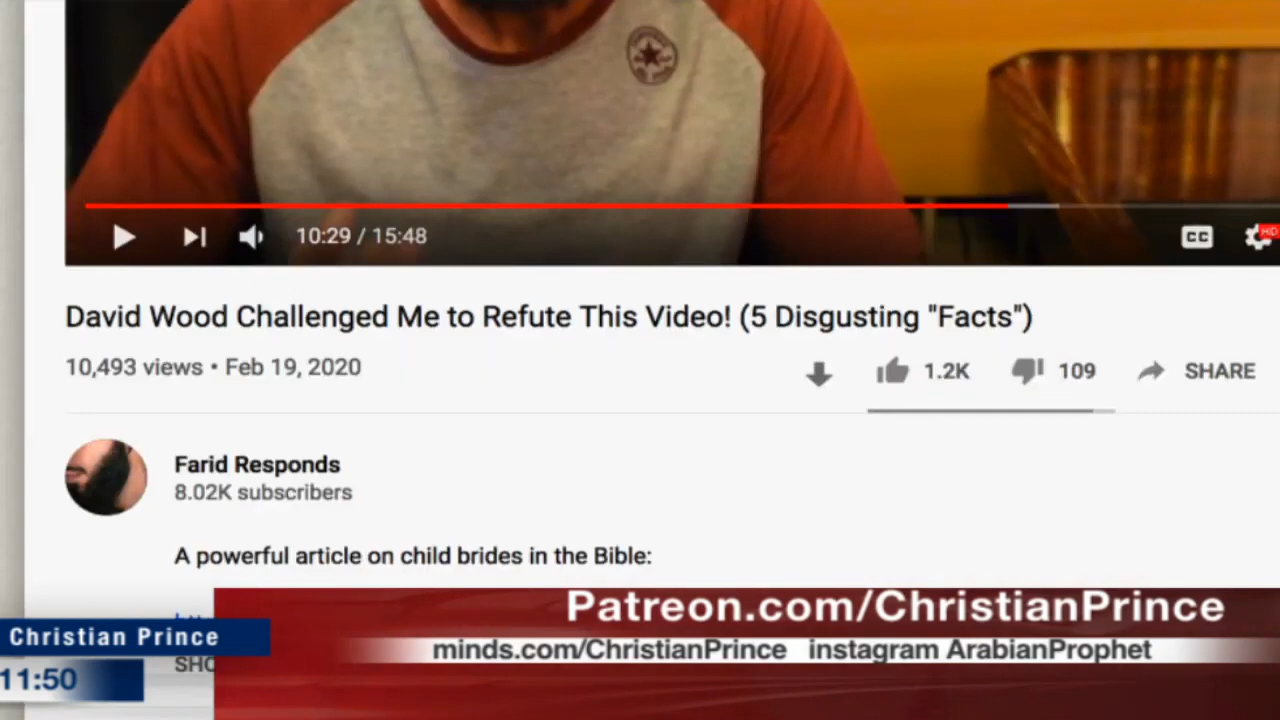 10:29 / 15:48
CC
HD
David Wood Challenged Me to Refute This Video! (5 Disgusting "Facts")
10,493 views • Feb 19, 2020
1.2K 109 SHARE
Farid Responds
8.02K subscribers
A powerful article on child brides in the Bible:
Patreon.com/ChristianPrince
Christian Prince
minds.com/ChristianPrince instagram ArabianProphet
11:50